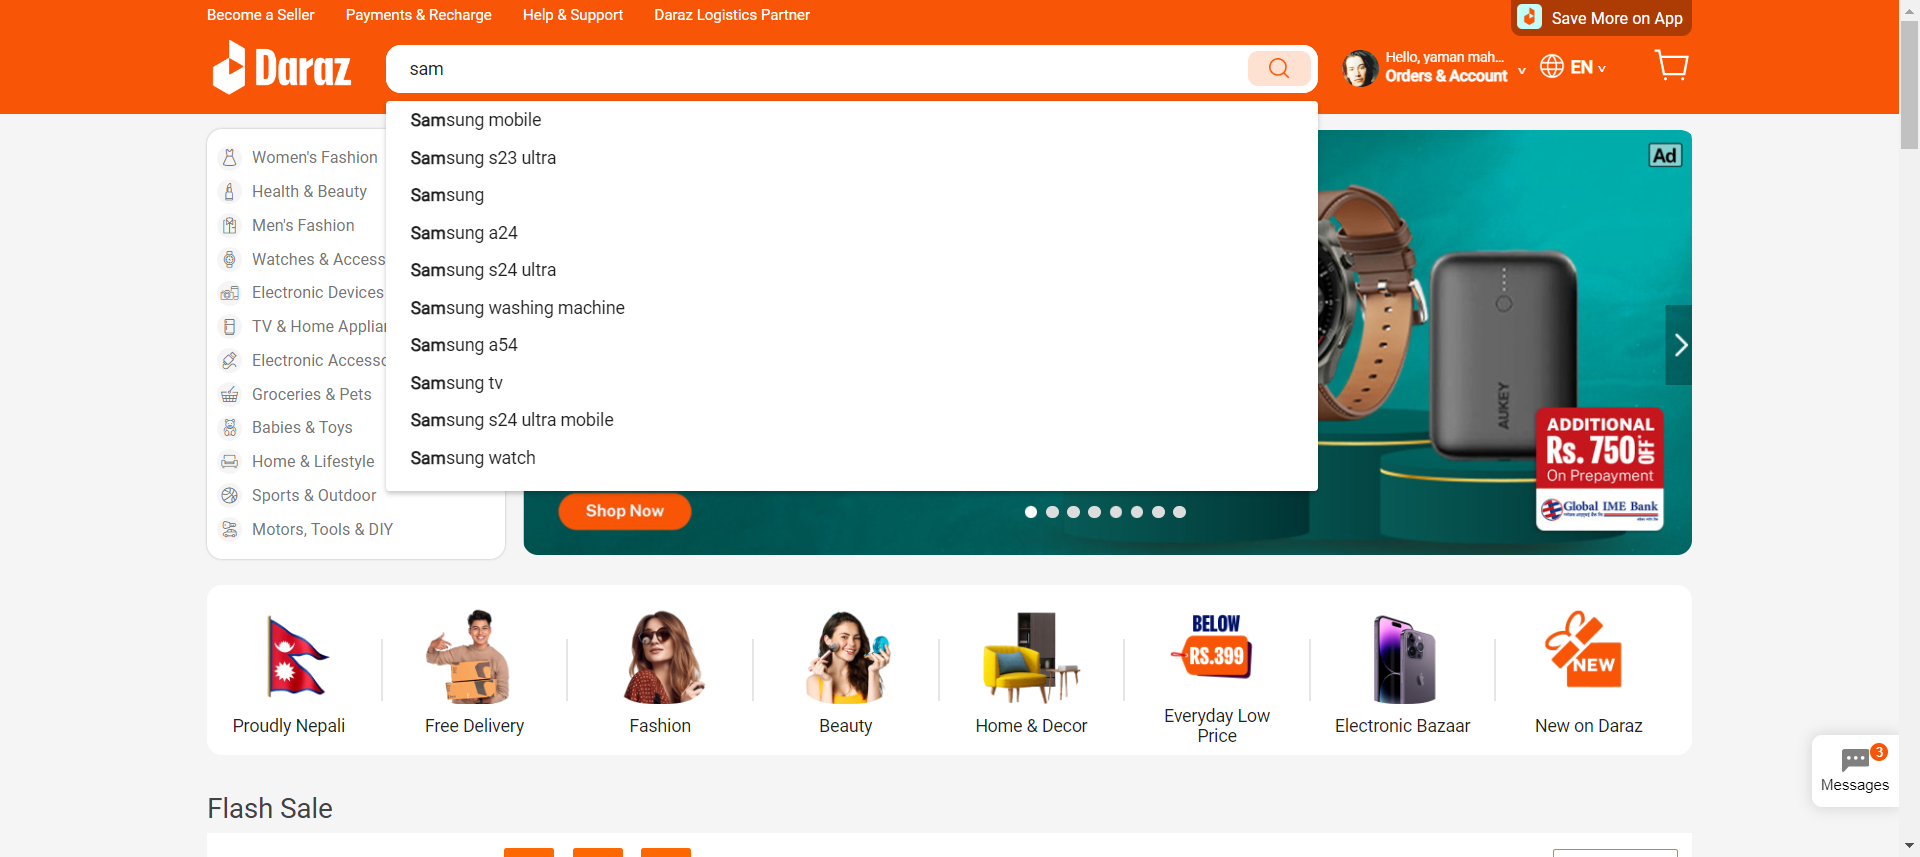 Become a Seller
Payments & Recharge
Help & Support
Daraz Logistics Partner
Save More on App
Daraz
sam
Hello, yaman mah...
Orders & Account
EN
Samsung mobile
Samsung s23 ultra
Samsung
Samsung a24
Samsung s24 ultra
Samsung washing machine
Samsung a54
Samsung tv
Samsung s24 ultra mobile
Samsung watch
Women's Fashion
Health & Beauty
Men's Fashion
Watches & Access
Electronic Devices
TV & Home Applian
Electronic Accesso
Groceries & Pets
Babies & Toys
Home & Lifestyle
Sports & Outdoor
Motors, Tools & DIY
Ad
AUKEY
ADDITIONAL
Rs. 750 OFF*
On Prepayment
Global IME Bank
Shop Now
BELOW
RS.399
NEW
Proudly Nepali
Free Delivery
Fashion
Beauty
Home & Decor
Everyday Low
Price
Electronic Bazaar
New on Daraz
3
Messages
Flash Sale